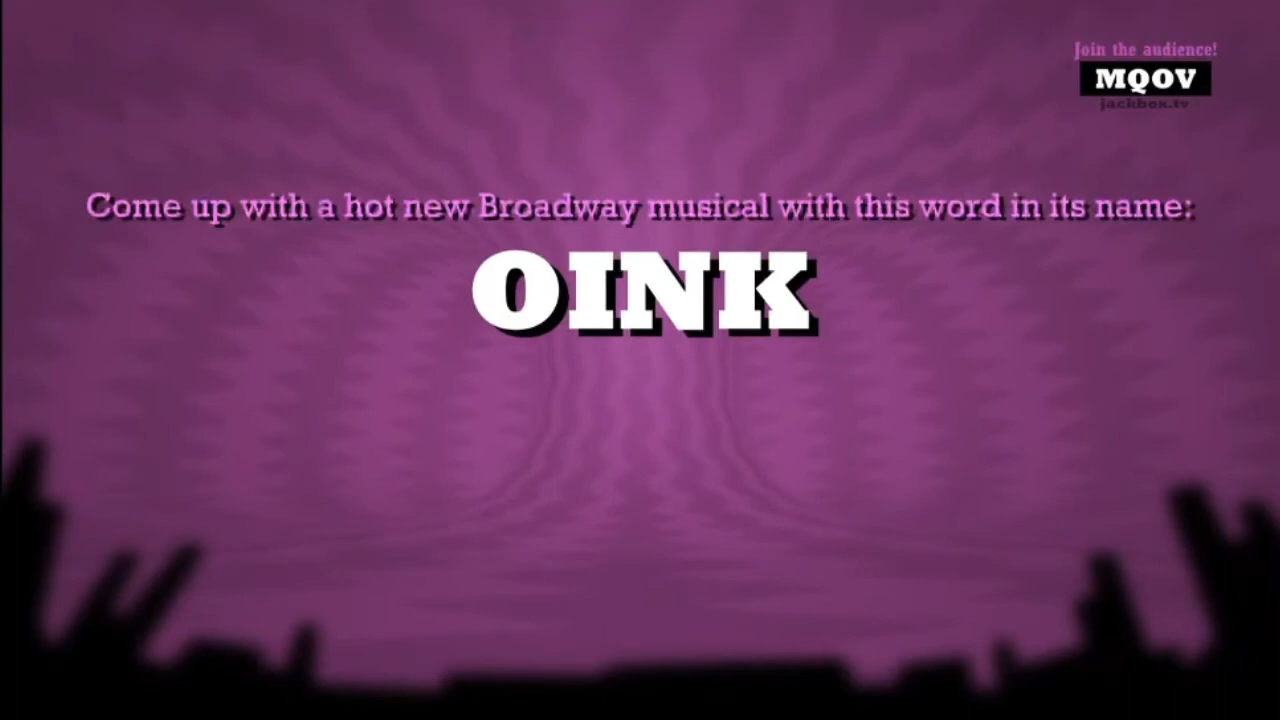 Join the audience!
MQOV
jackbox.tv
Come up with a hot new Broadway musical with this word in its name:
OINK